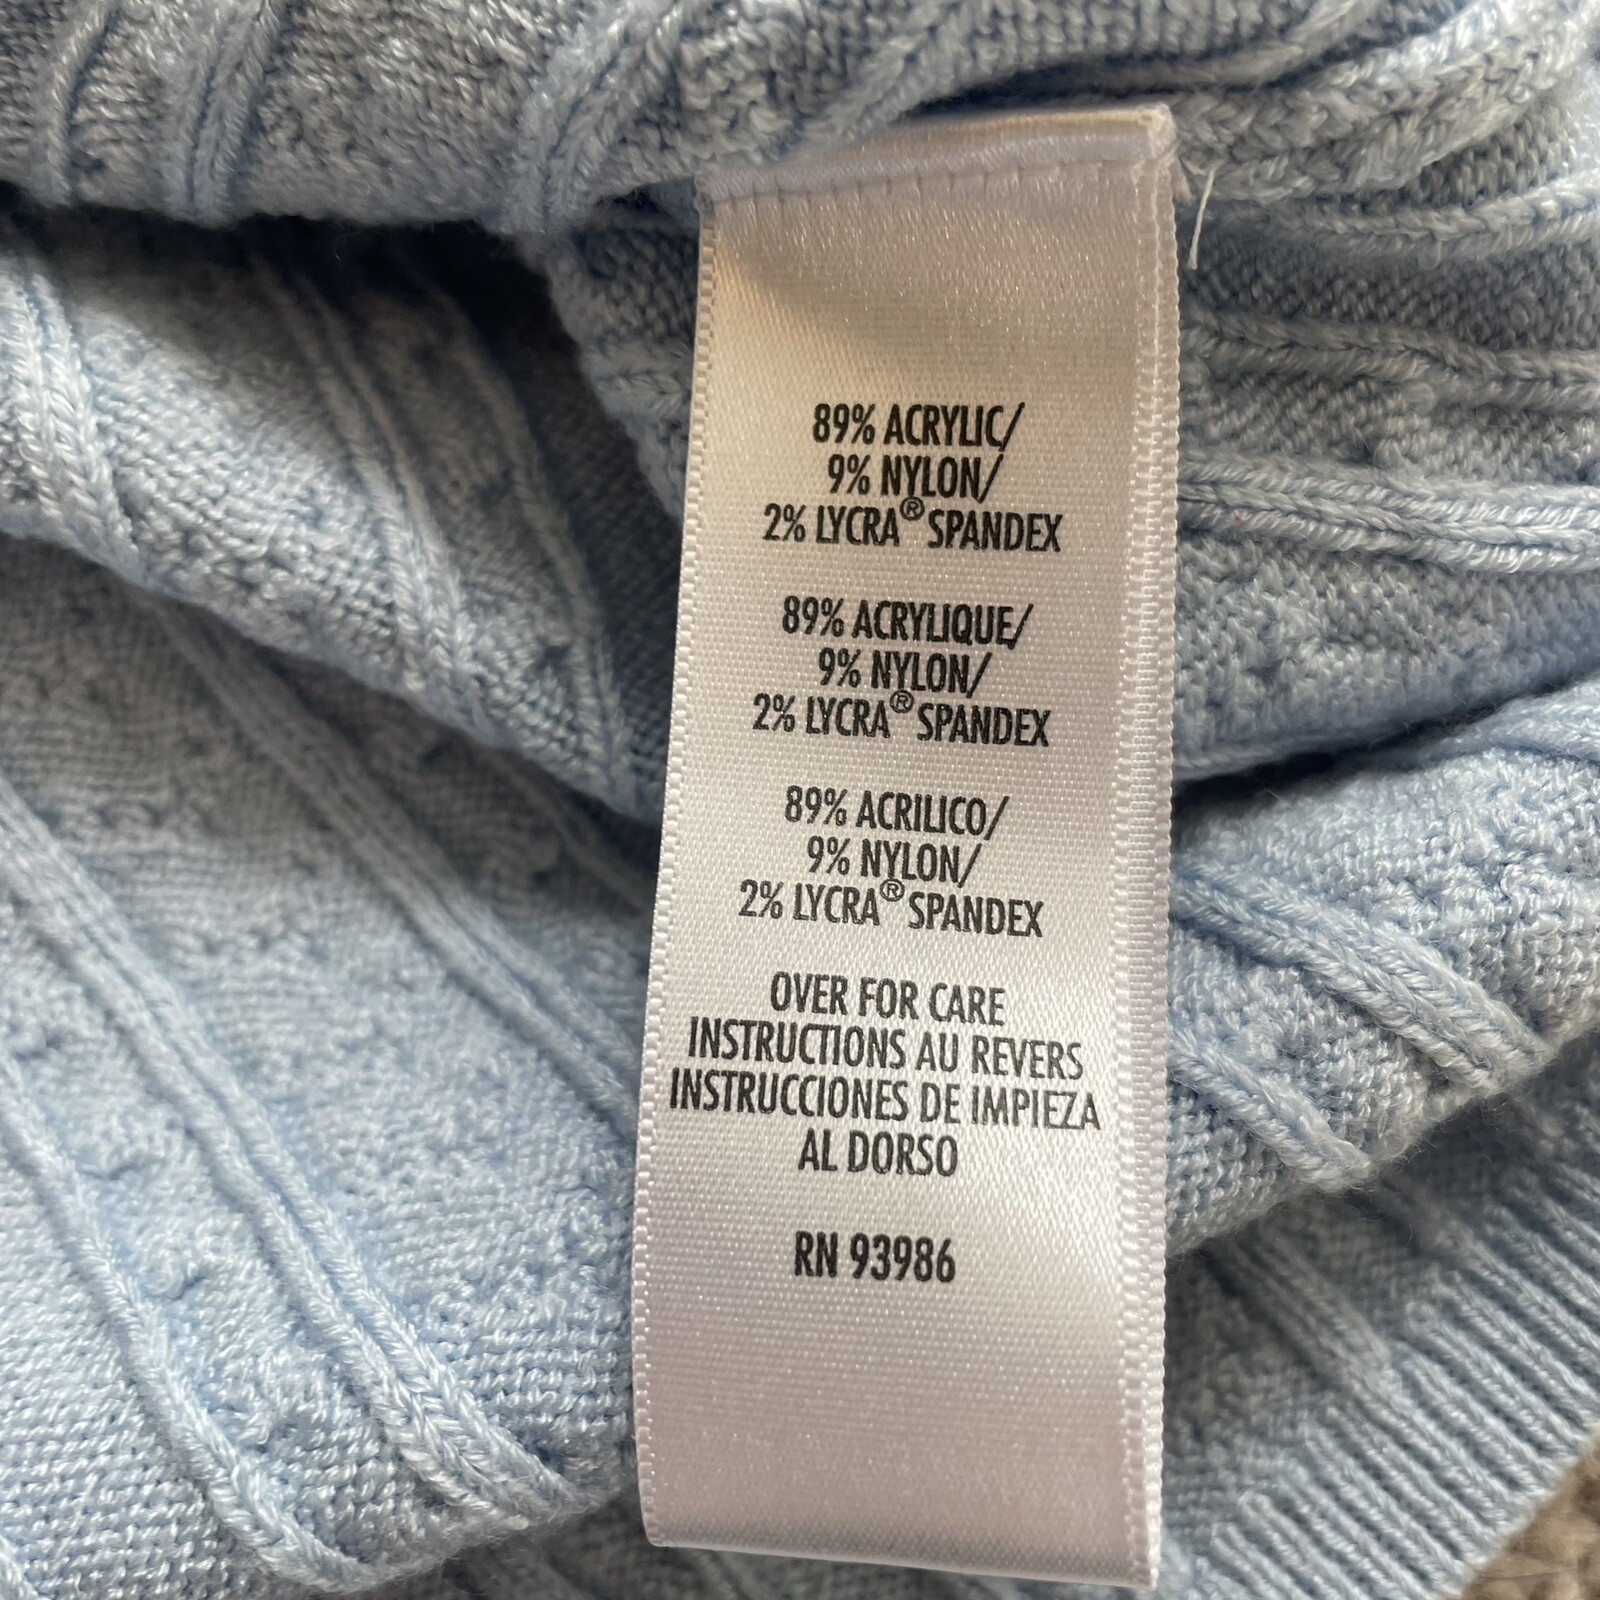 89% ACRYLIC/
9% NYLON/
2% LYCRA® SPANDEX
89% ACRYLIQUE/
9% NYLON/
2% LYCRA® SPANDEX
89% ACRILICO/
9% NYLON/
2% LYCRA® SPANDEX
OVER FOR CARE
INSTRUCTIONS AU REVERS
INSTRUCCIONES DE IMPIEZA
AL DORSO
RN 93986